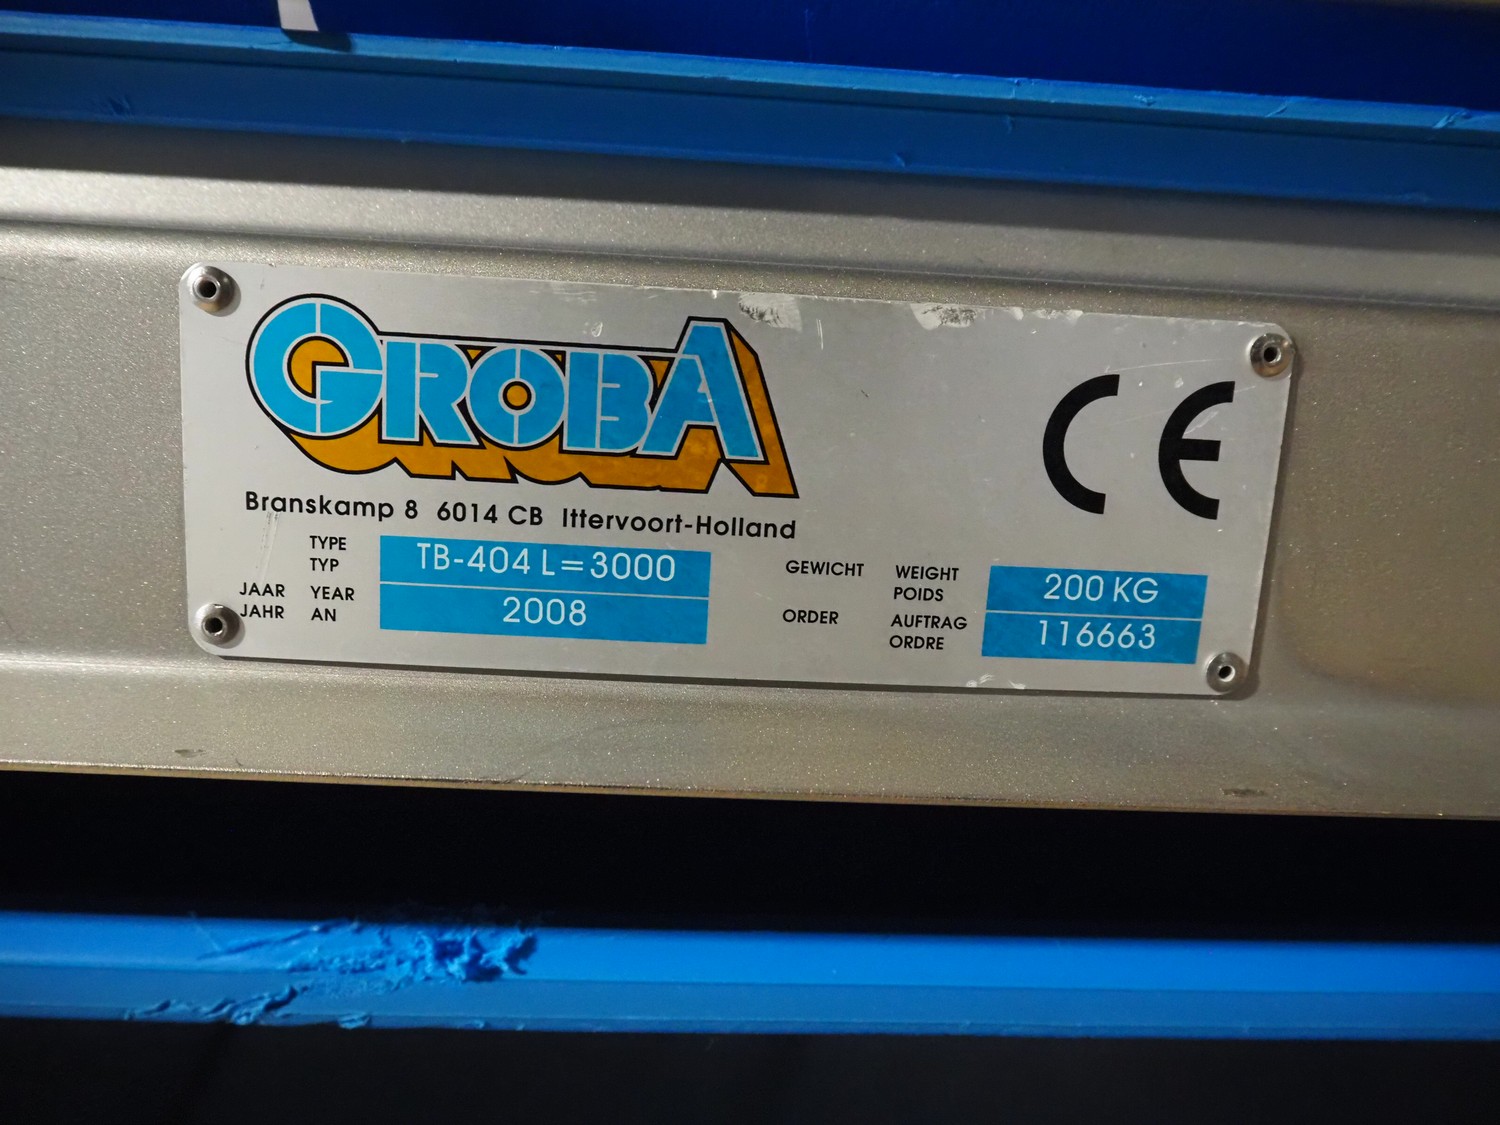 GROBA
CE
Branskamp 8 6014 CB Ittervoort-Holland
TYPE
TYP
TB-404 L=3000
JAAR YEAR
JAHR AN
2008
GEWICHT WEIGHT
POIDS
200 KG
ORDER AUFTRAG
ORDRE
116663